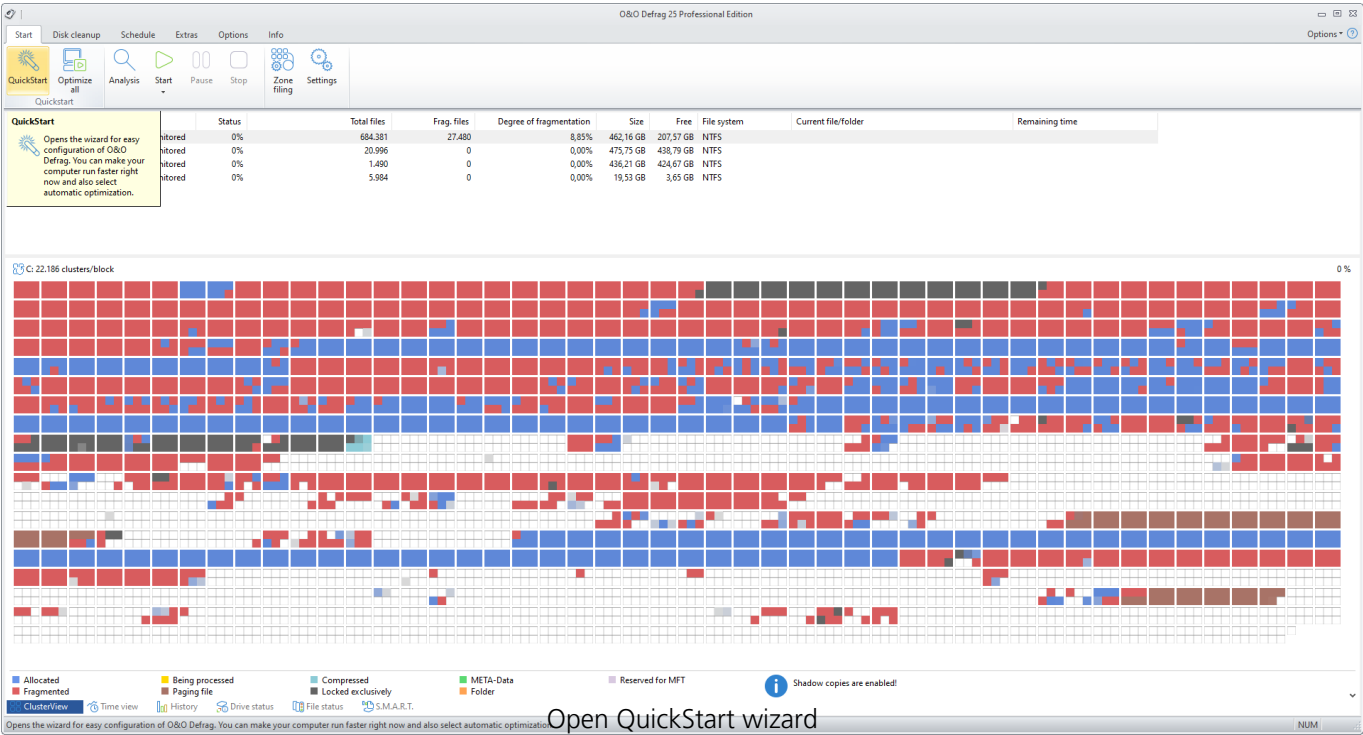 O&O Defrag 25 Professional Edition
Start Disk cleanup Schedule Extras Options Info Options
QuickStart Optimize all Analysis Start Pause Stop Zone filing Settings
Quickstart
Status Total files Frag. files Degree of fragmentation Size Free File system Current file/folder Remaining time
nitored 0% 684.381 27.480 8,85% 462,16 GB 207,57 GB NTFS
nitored 0% 20.996 0 0,00% 475,75 GB 438,79 GB NTFS
nitored 0% 1.490 0 0,00% 436,21 GB 424,67 GB NTFS
nitored 0% 5.984 0 0,00% 19,53 GB 3,65 GB NTFS
QuickStart
Opens the wizard for easy
configuration of O&O
Defrag. You can make your
computer run faster right
now and also select
automatic optimization.
C: 22.186 clusters/block 0 %
Allocated Being processed Compressed META-Data Reserved for MFT
Fragmented Paging file Locked exclusively Folder
Shadow copies are enabled!
ClusterView Time view History Drive status File status S.M.A.R.T.
Opens the wizard for easy configuration of O&O Defrag. You can make your computer run faster right now and also select automatic optimization.
Open QuickStart wizard
NUM